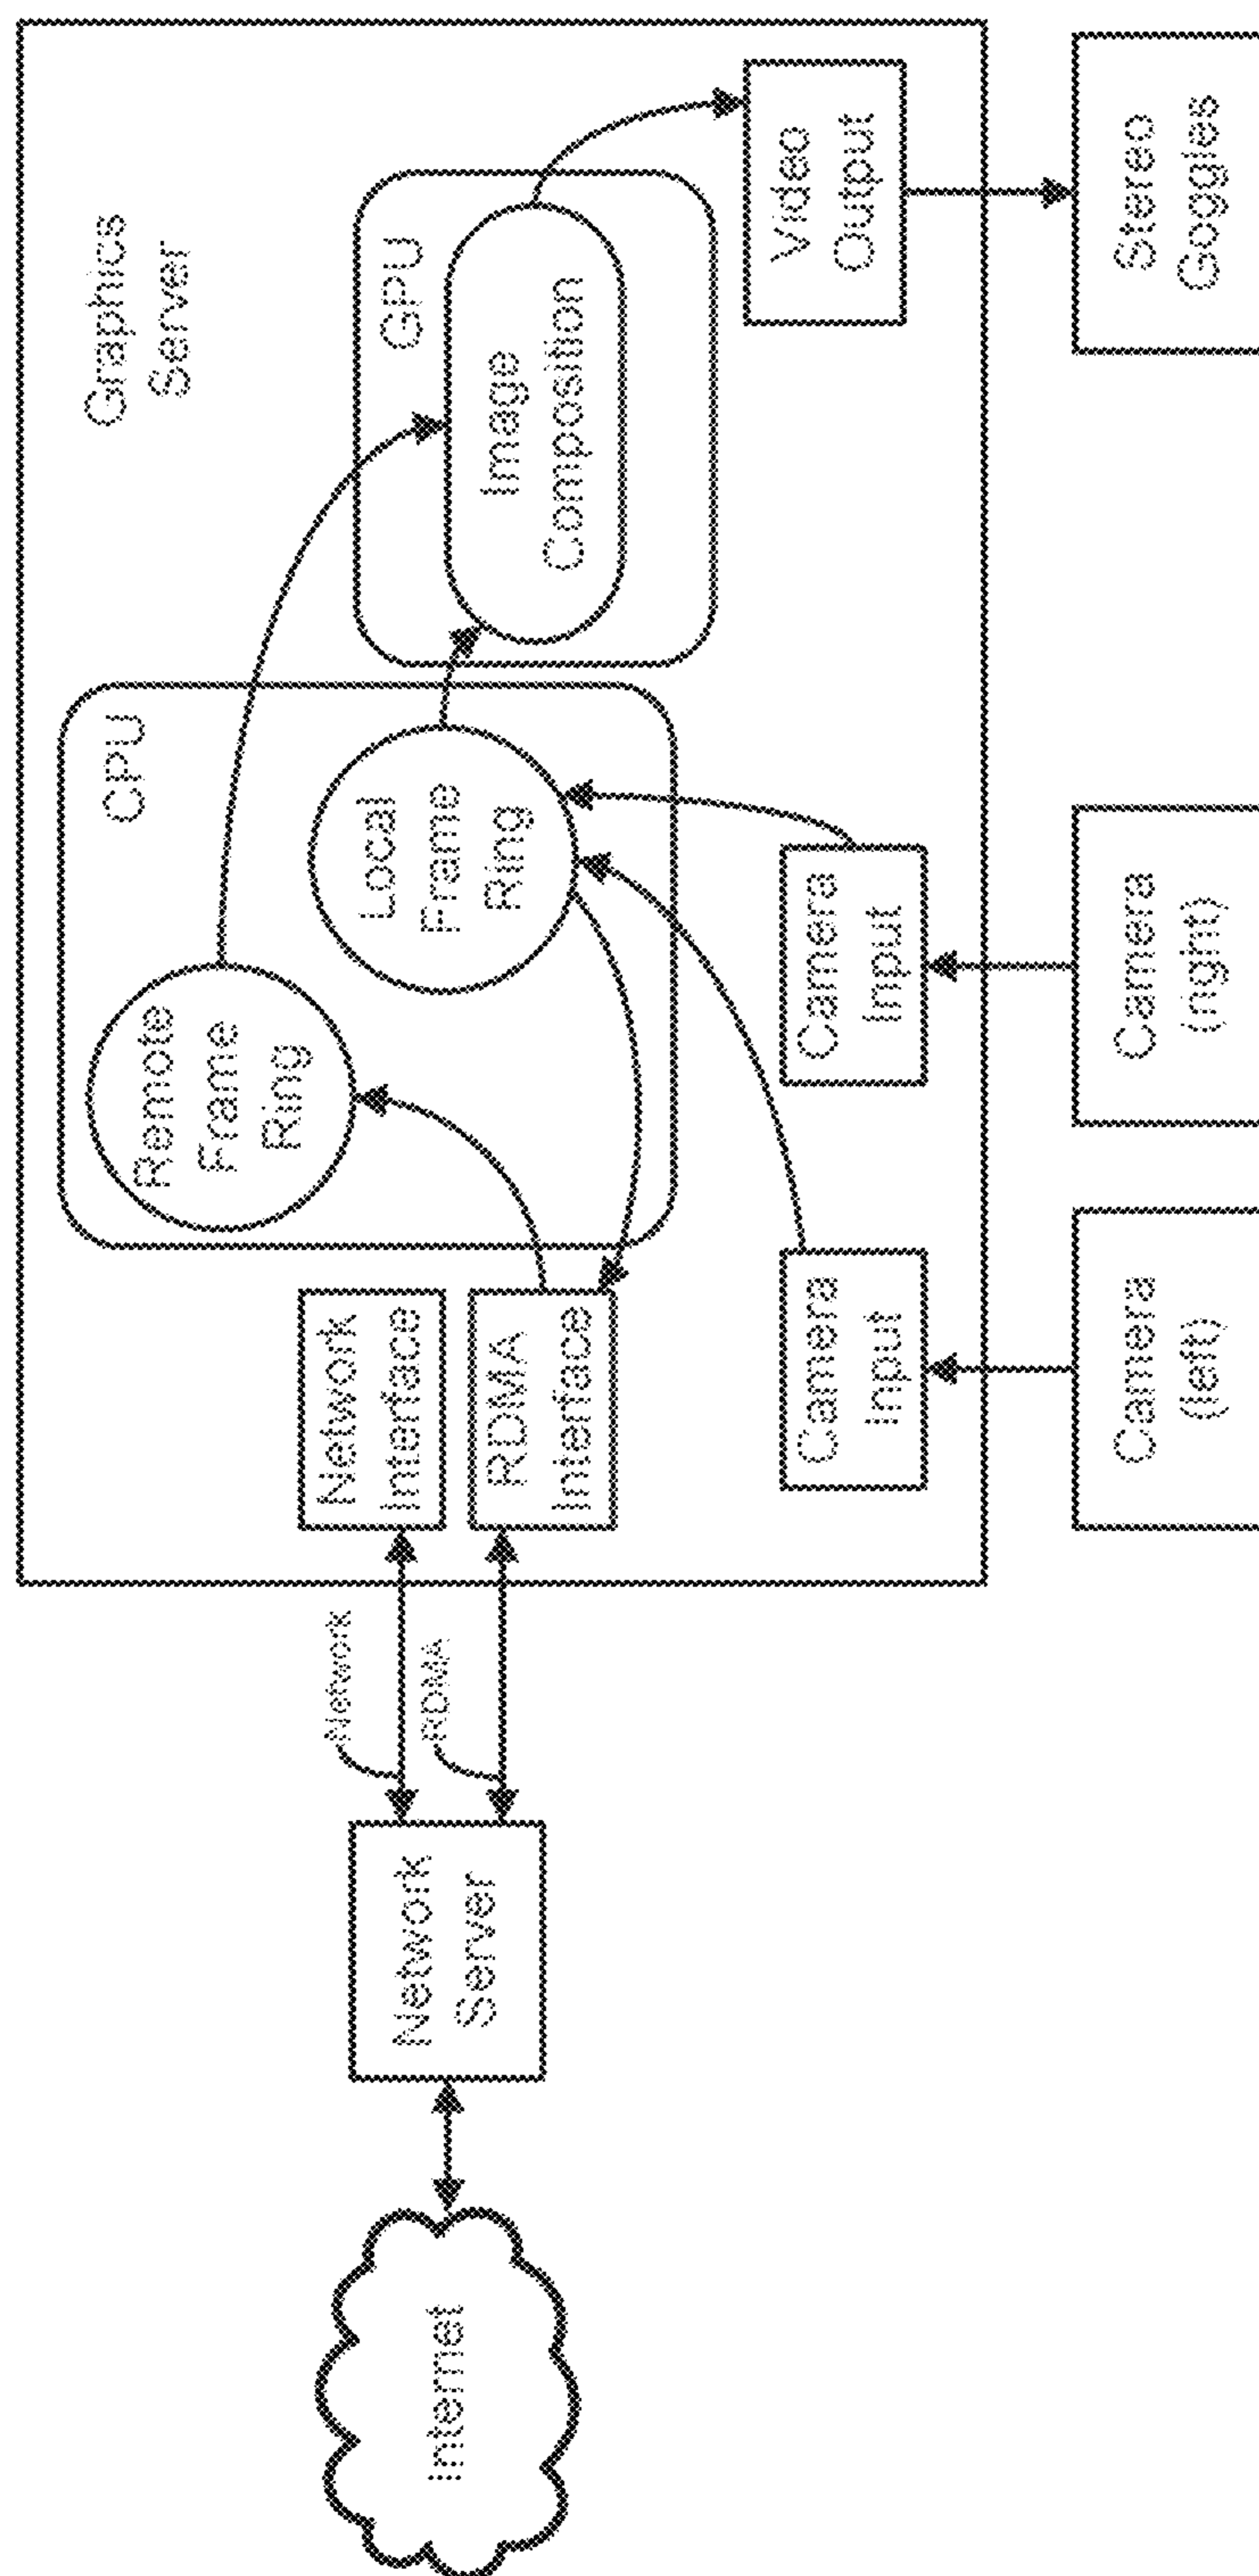 Graphics
Server
CPU
GPU
Remote
Frame
Ring
Local
Frame
Ring
Image
Composition
Network
Interface
RDMA
Interface
Network
RDMA
Internet
Network
Server
Camera
Input
Camera
Input
Video
Output
Camera
(left)
Camera
(right)
Stereo
Goggles